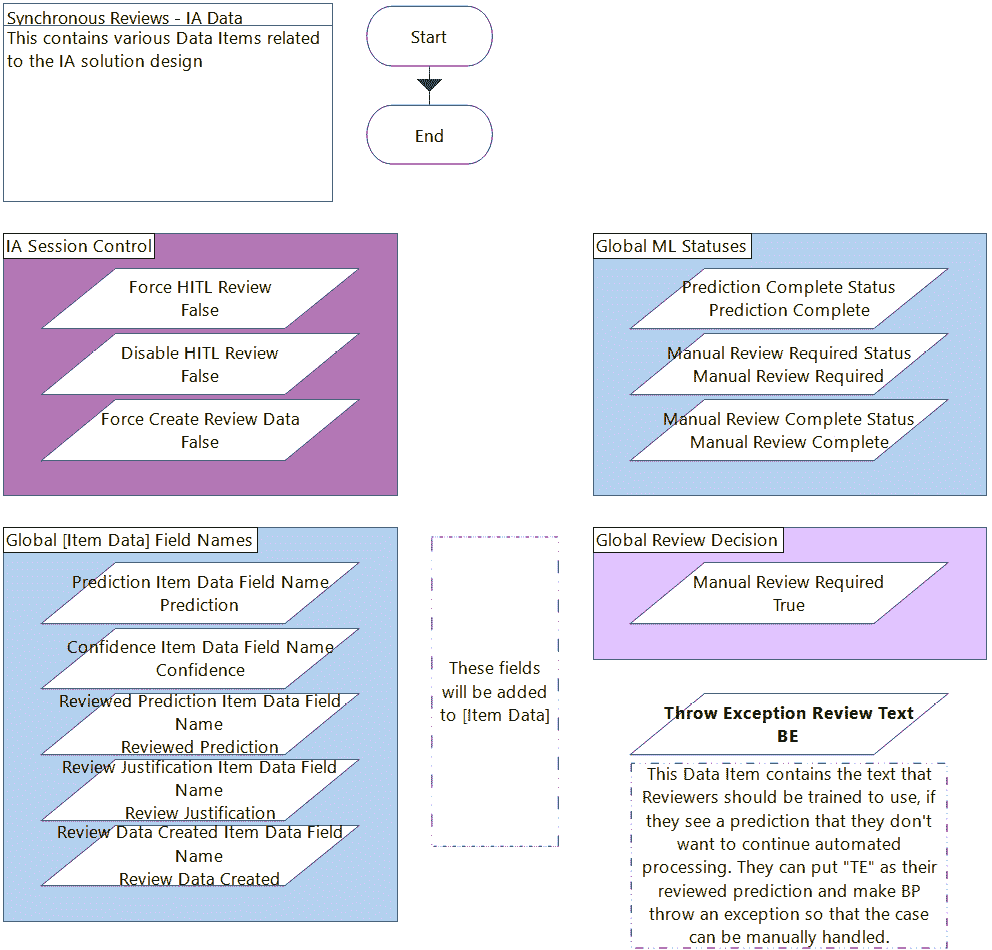 Synchronous Reviews - IA Data
This contains various Data Items related
to the IA solution design
Start
End
IA Session Control
Force HITL Review
False
Disable HITL Review
False
Force Create Review Data
False
Global ML Statuses
Prediction Complete Status
Prediction Complete
Manual Review Required Status
Manual Review Required
Manual Review Complete Status
Manual Review Complete
Global [Item Data] Field Names
Prediction Item Data Field Name
Prediction
Confidence Item Data Field Name
Confidence
Reviewed Prediction Item Data Field
Name
Reviewed Prediction
Review Justification Item Data Field
Name
Review Justification
Review Data Created Item Data Field
Name
Review Data Created
These fields
will be added
to [Item Data]
Global Review Decision
Manual Review Required
True
Throw Exception Review Text
BE
This Data Item contains the text that
Reviewers should be trained to use, if
they see a prediction that they don't
want to continue automated
processing. They can put "TE" as their
reviewed prediction and make BP
throw an exception so that the case
can be manually handled.